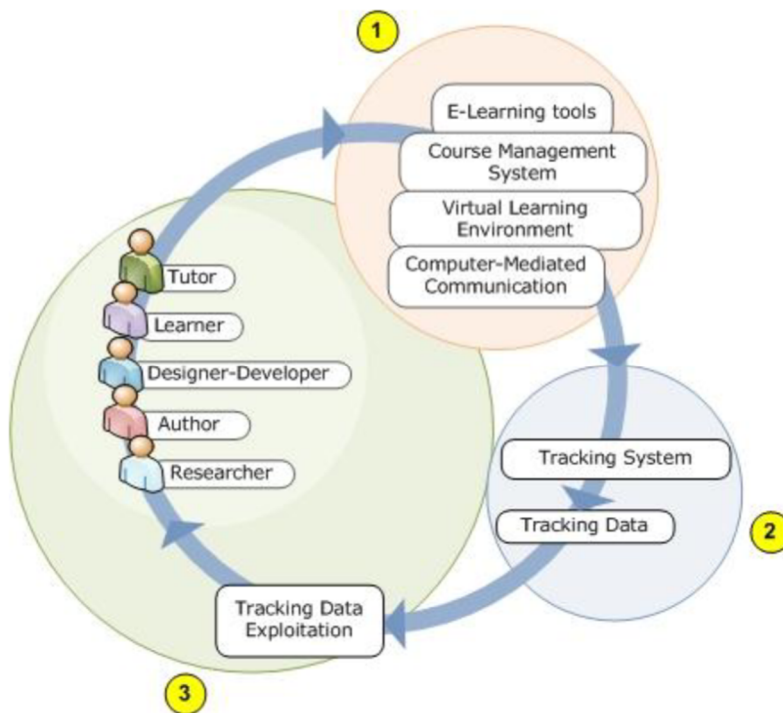 1
E-Learning tools
Course Management
System
Virtual Learning
Environment
Computer-Mediated
Communication
Tutor
Learner
Designer-Developer
Author
Researcher
Tracking System
Tracking Data
2
Tracking Data
Exploitation
3